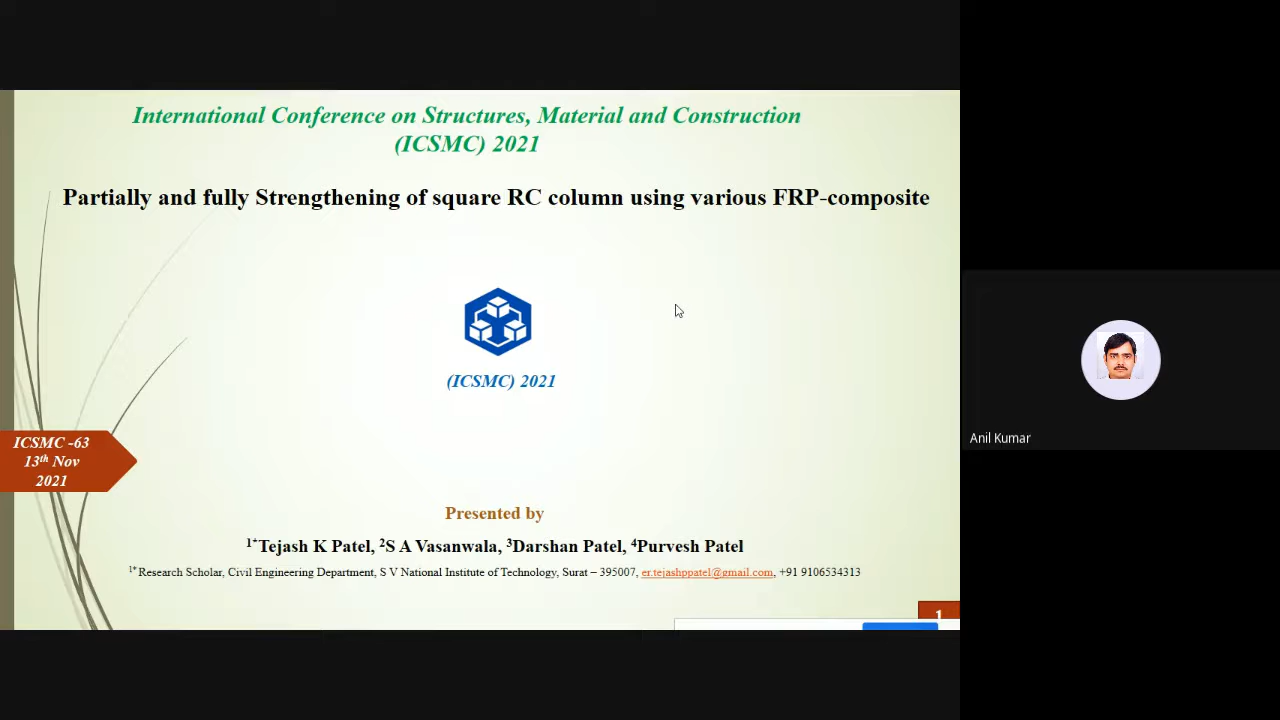 International Conference on Structures, Material and Construction
(ICSMC) 2021
Partially and fully Strengthening of square RC column using various FRP-composite
(ICSMC) 2021
ICSMC -63
13th Nov
2021
Presented by
1*Tejash K Patel, 2S A Vasanwala, 3Darshan Patel, 4Purvesh Patel
1*Research Scholar, Civil Engineering Department, S V National Institute of Technology, Surat – 395007, er.tejashppatel@gmail.com, +91 9106534313
1
Anil Kumar